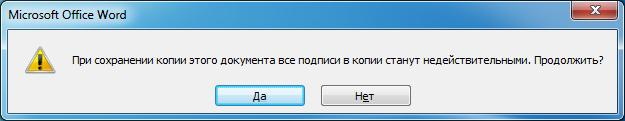 Microsoft Office Word
При сохранении копии этого документа все подписи в копии станут недействительными. Продолжить?
Да
Нет